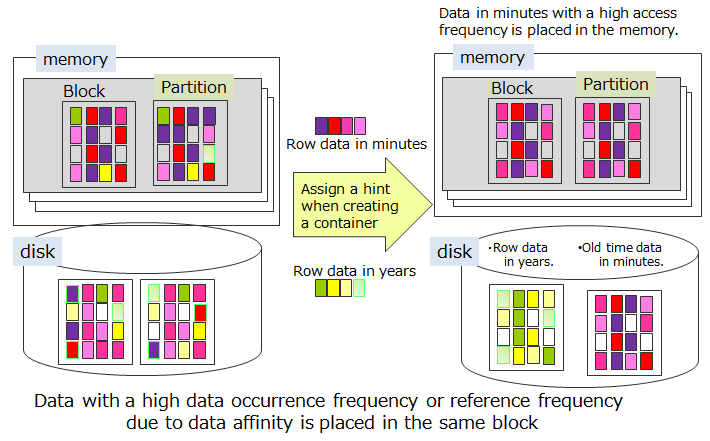 Data in minutes with a high access
frequency is placed in the memory.
memory
Block
Partition
disk
Row data in minutes
Assign a hint
when creating
a container
Row data in years
memory
Block
Partition
disk
・Row data
in years.
・Old time data
in minutes.
Data with a high data occurrence frequency or reference frequency
due to data affinity is placed in the same block